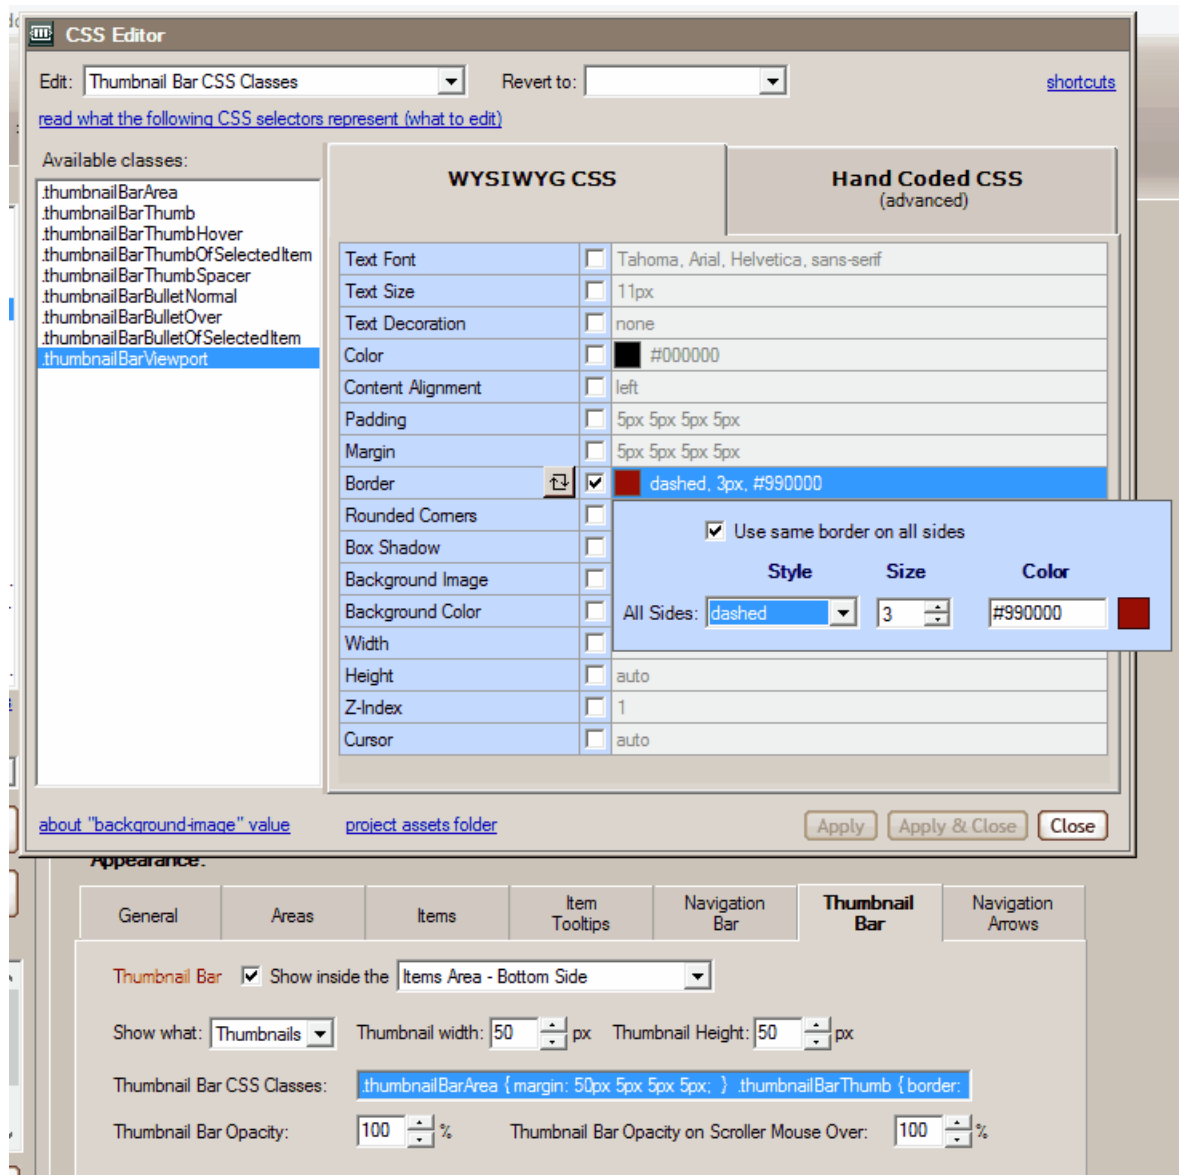 CSS Editor
Edit: Thumbnail Bar CSS Classes Revert to: shortcuts
read what the following CSS selectors represent (what to edit)
Available classes:
.thumbnailBarArea
.thumbnailBarThumb
.thumbnailBarThumbHover
.thumbnailBarThumbOfSelectedItem
.thumbnailBarThumbSpacer
.thumbnailBarBulletNormal
.thumbnailBarBulletOver
.thumbnailBarBulletOfSelectedItem
.thumbnailBarViewport
WYSIWYG CSS
Hand Coded CSS
(advanced)
Text Font Tahoma, Arial, Helvetica, sans-serif
Text Size 11px
Text Decoration none
Color #000000
Content Alignment left
Padding 5px 5px 5px 5px
Margin 5px 5px 5px 5px
Border dashed, 3px, #990000
Rounded Corners
Box Shadow
Background Image
Background Color
Width
Height auto
Z-Index 1
Cursor auto
Use same border on all sides
Style Size Color
All Sides: dashed 3 #990000
about "background-image" value project assets folder Apply Apply & Close Close
Appearance:
General Areas Items Item Tooltips Navigation Bar Thumbnail Bar Navigation Arrows
Thumbnail Bar Show inside the Items Area - Bottom Side
Show what: Thumbnails Thumbnail width: 50 px Thumbnail Height: 50 px
Thumbnail Bar CSS Classes: .thumbnailBarArea { margin: 50px 5px 5px 5px; } .thumbnailBarThumb { border:
Thumbnail Bar Opacity: 100 % Thumbnail Bar Opacity on Scroller Mouse Over: 100 %